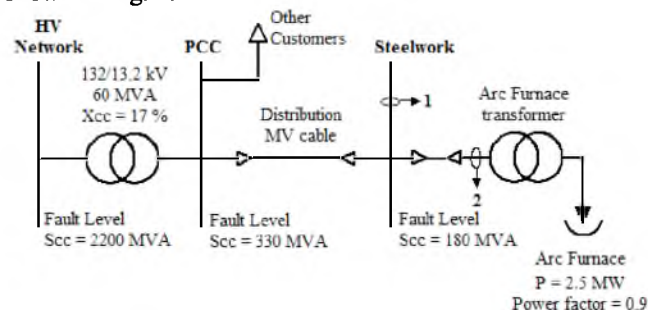 HV
Network
PCC
Other
Customers
Steelwork
132/13,2 kV
60 MVA
Xcc = 17 %
Distribution
MV cable
1
Arc Furnace
transformer
2
Fault Level
Scc = 2200 MVA
Fault Level
Scc = 330 MVA
Fault Level
Scc = 180 MVA
Arc Furnace
P = 2.5 MW
Power factor = 0.9